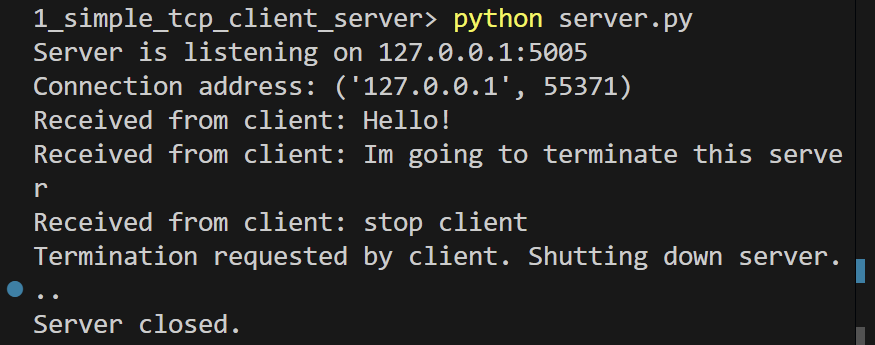 1_simple_tcp_client_server> python server.py
Server is listening on 127.0.0.1:5005
Connection address: ('127.0.0.1', 55371)
Received from client: Hello!
Received from client: Im going to terminate this serve
r
Received from client: stop client
Termination requested by client. Shutting down server.
..
Server closed.